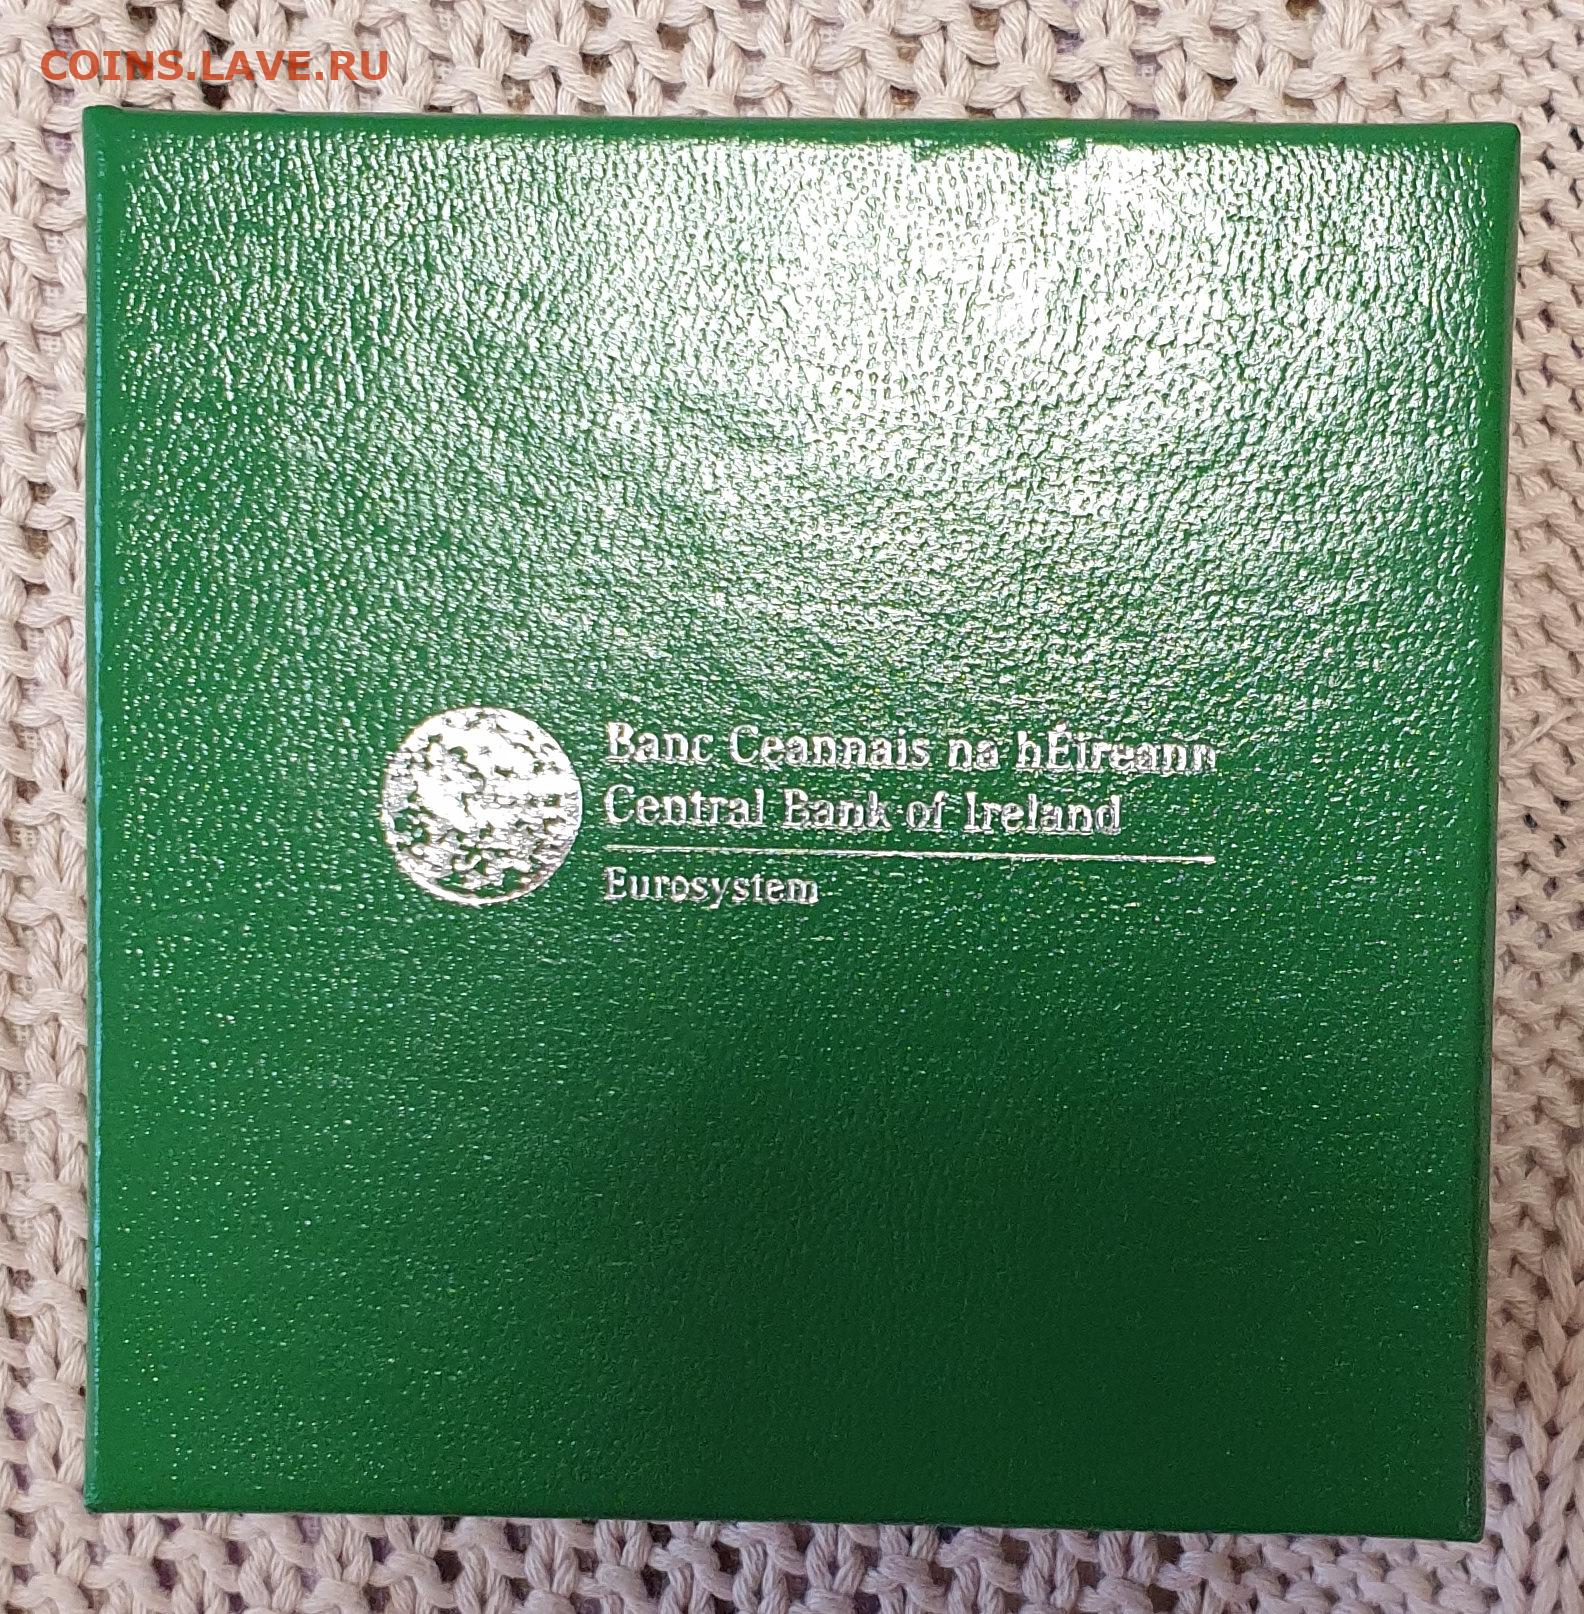 COINS.LAVE.RU
Banc Ceannais na hÉireann
Central Bank of Ireland
Eurosystem